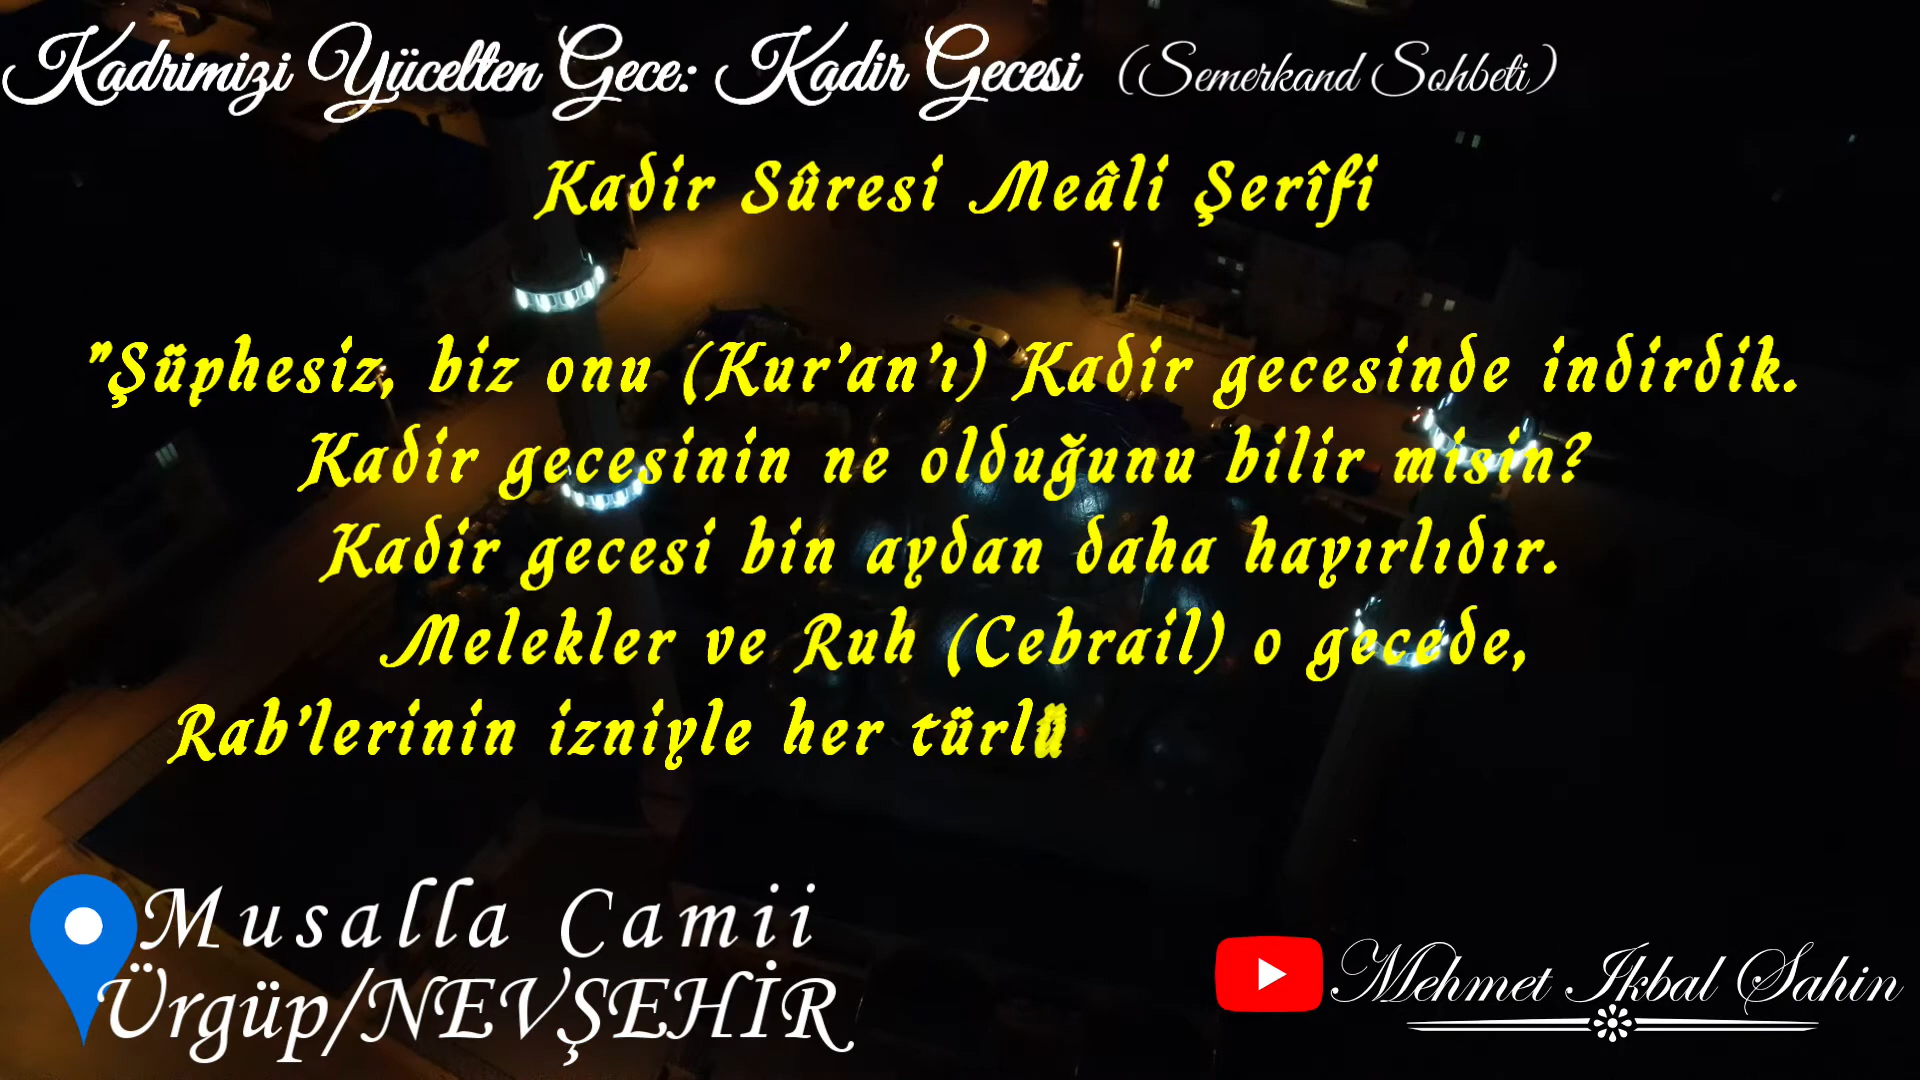 Kadrimizi Yücelten Gece: Kadir Gecesi (Semerkand Sohbeti)
Kadir Sûresi Meâli Şerîfi
"Şüphesiz, biz onu (Kur'an'ı) Kadir gecesinde indirdik.
Kadir gecesinin ne olduğunu bilir misin?
Kadir gecesi bin aydan daha hayırlıdır.
Melekler ve Ruh (Cebrail) o gecede,
Rab'lerinin izniyle her türlü
Musalla Camii
Ürgüp/NEVŞEHİR
Mehmet Ikbal Sahin